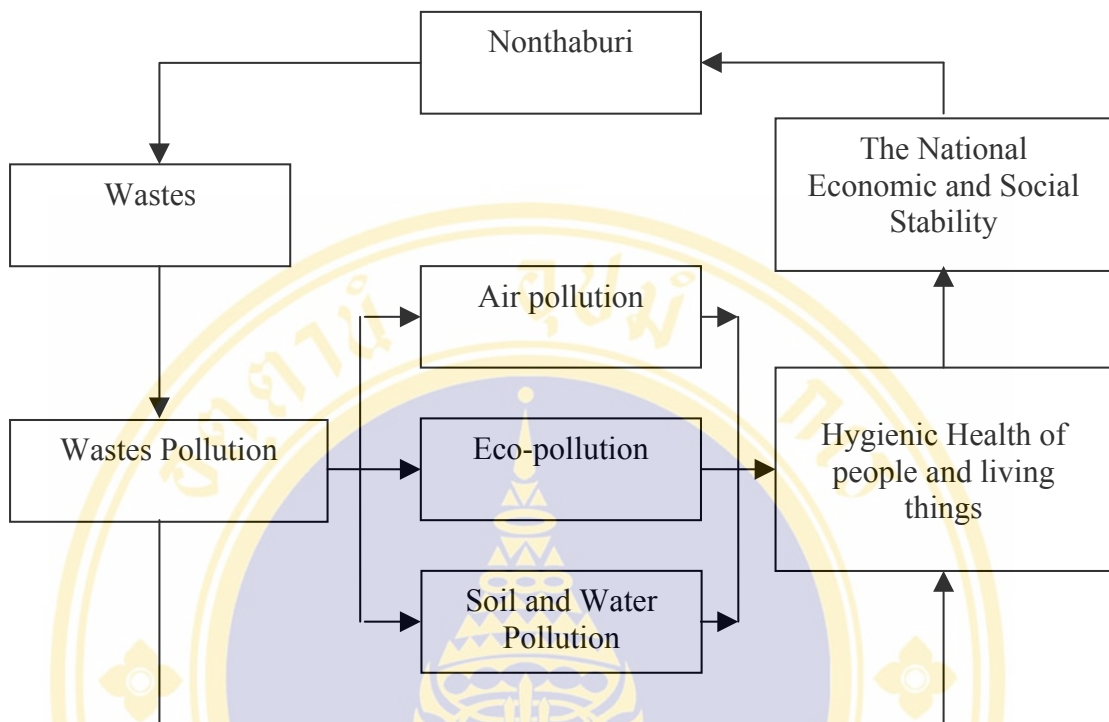 Nonthaburi
Wastes
The National
Economic and Social
Stability
Air pollution
Wastes Pollution
Eco-pollution
Hygienic Health of
people and living
things
Soil and Water
Pollution